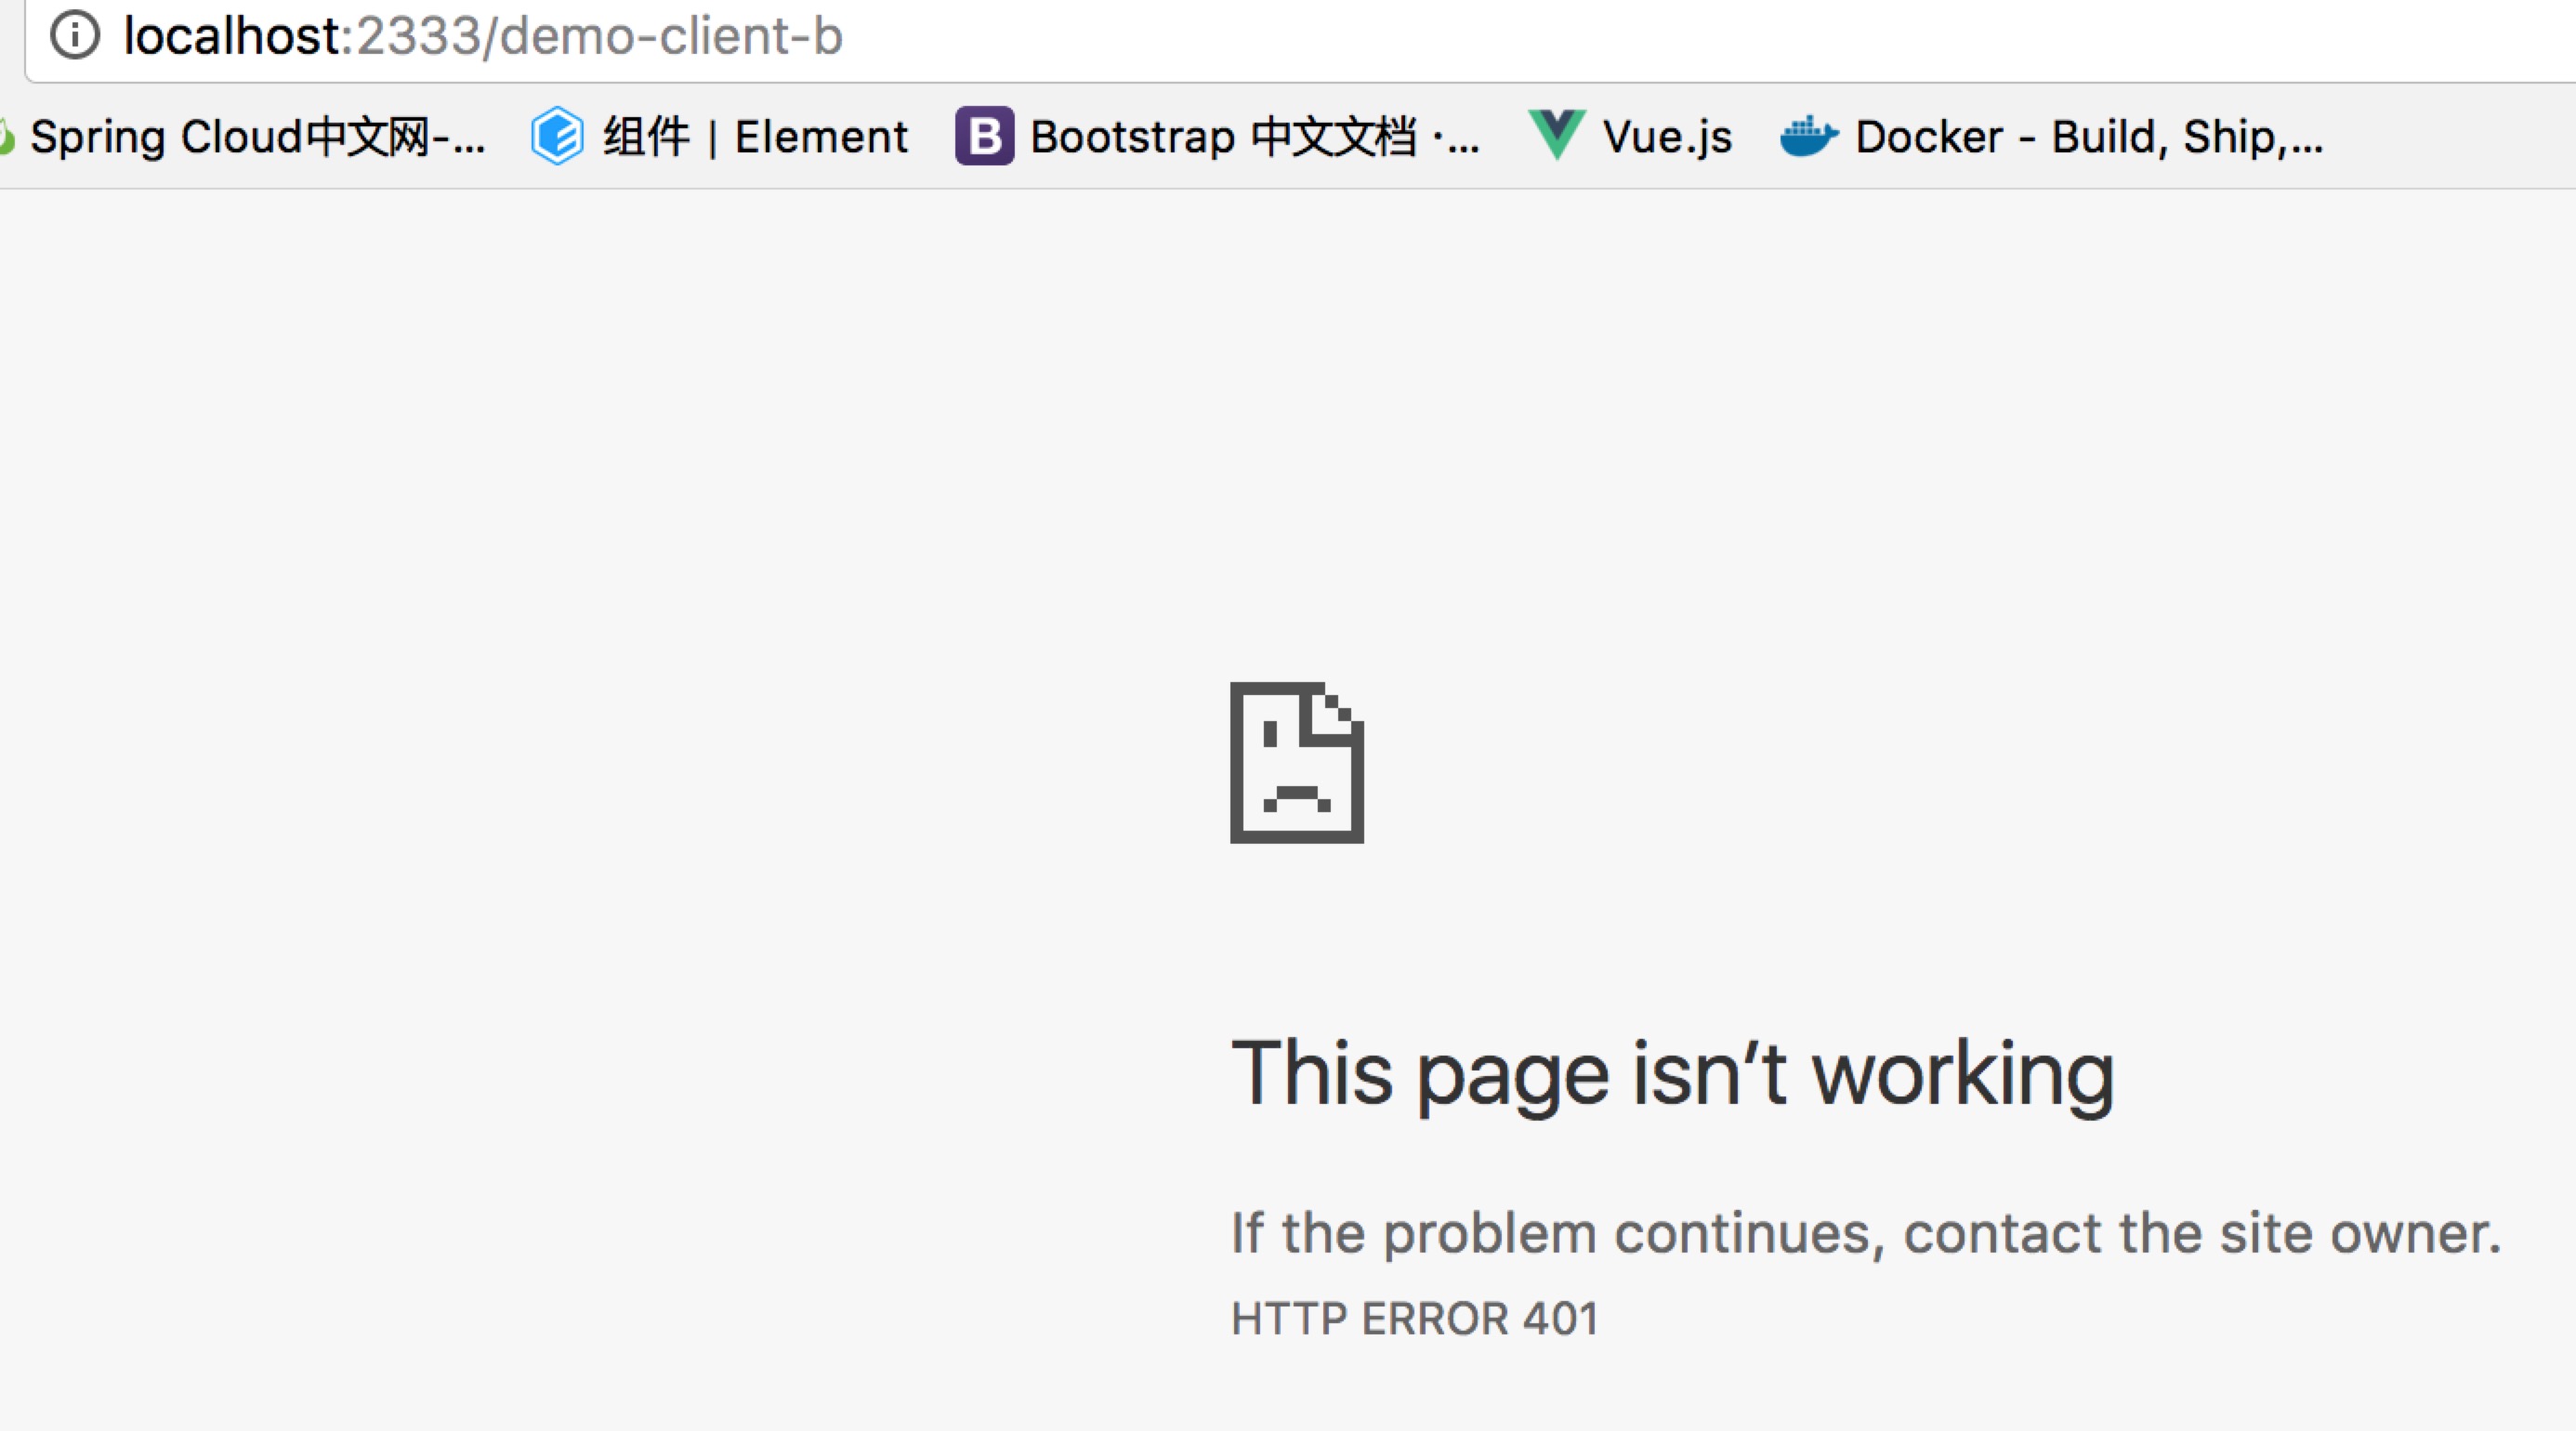 localhost:2333/demo-client-b
Spring Cloud中文网-... 组件 | Element B Bootstrap 中文文档 ·... Vue.js Docker - Build, Ship,...
This page isn’t working
If the problem continues, contact the site owner.
HTTP ERROR 401